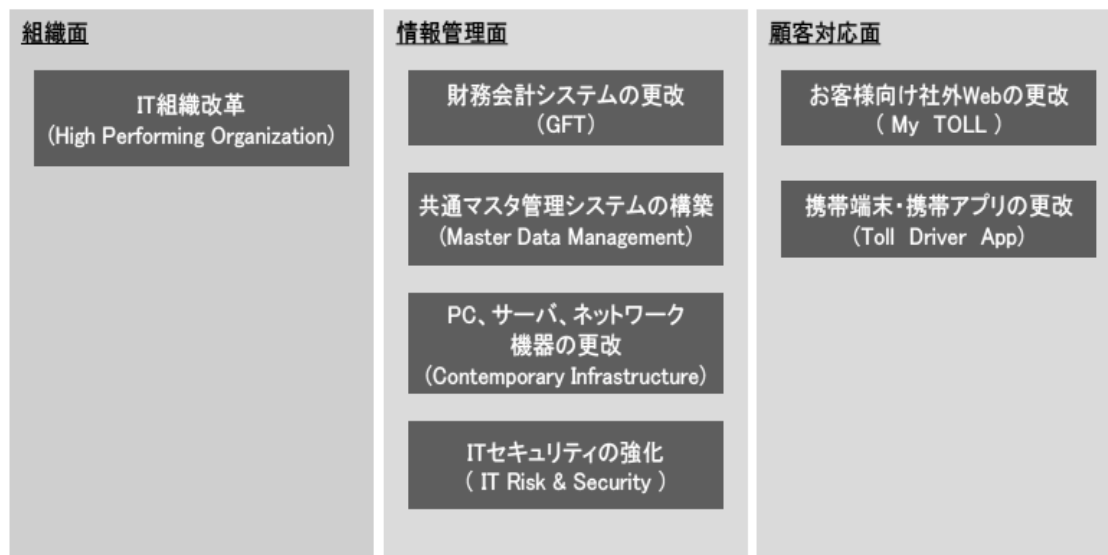 組織面
IT組織改革
(High Performing Organization)
情報管理面
財務会計システムの更改
(GFT)
共通マスタ管理システムの構築
(Master Data Management)
PC、サーバ、ネットワーク
機器の更改
(Contemporary Infrastructure)
ITセキュリティの強化
( IT Risk & Security )
顧客対応面
お客様向け社外Webの更改
( My TOLL )
携帯端末・携帯アプリの更改
(Toll Driver App)